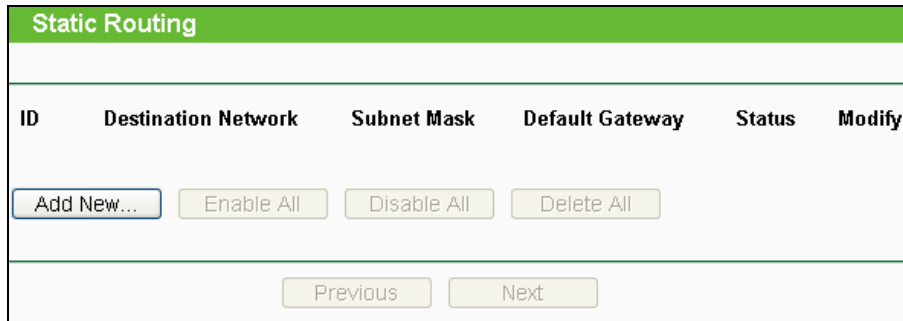 Static Routing
ID Destination Network Subnet Mask Default Gateway Status Modify
Add New... Enable All Disable All Delete All
Previous Next